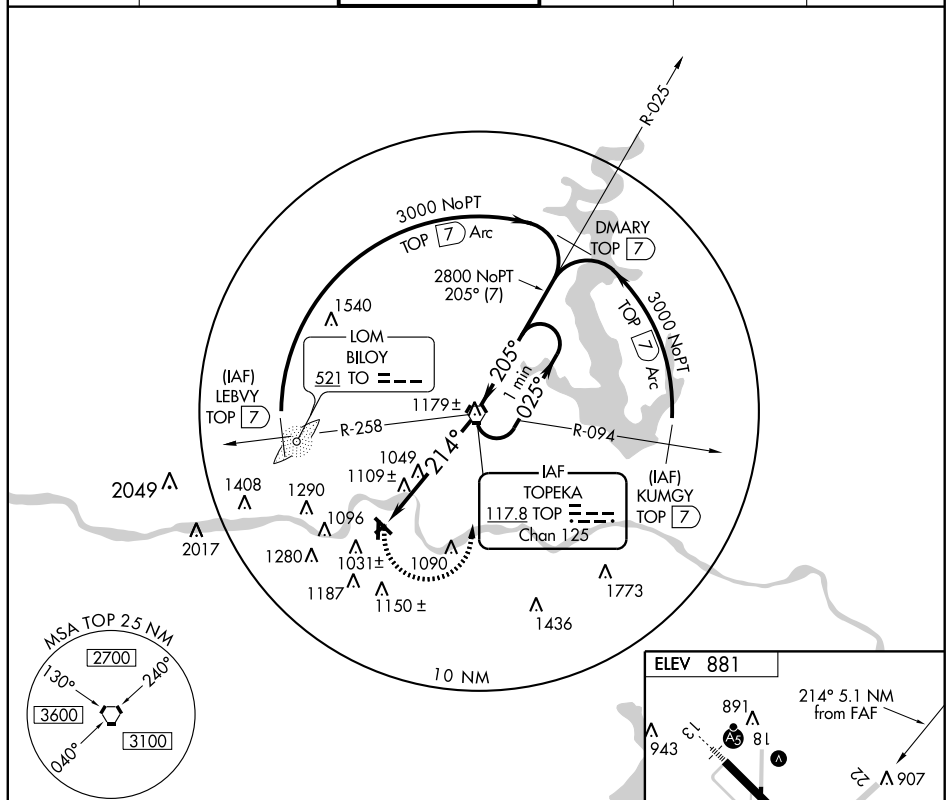 R-025
3000 NoPT
TOP 7 Arc
DMARY
TOP 7
2800 NoPT
205° (7)
3000 NoPT
TOP 7 Arc
1540
LOM
BILOY
521 TO
(IAF)
LEBVY
TOP 7
205°
1 min
025°
1179±
R-258
R-094
214°
1049
1109±
IAF
TOPEKA
117.8 TOP
Chan 125
(IAF)
KUMGY
TOP 7
2049
1408
1290
1096
2017
1280
1031±
1090
1187
1150 ±
1773
1436
10 NM
MSA TOP 25 NM
2700
130°
240°
3600
3100
040°
ELEV 881
214° 5.1 NM
from FAF
891
A5
13
18
943
V
22
907